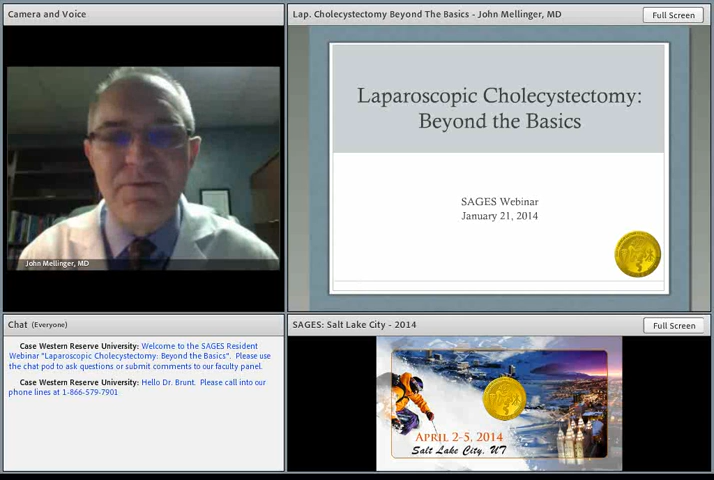 Camera and Voice
John Mellinger, MD
Lap. Cholecystectomy Beyond The Basics - John Mellinger, MD
Full Screen
Laparoscopic Cholecystectomy:
Beyond the Basics
SAGES Webinar
January 21, 2014
Chat (Everyone)
Case Western Reserve University: Welcome to the SAGES Resident
Webinar "Laparoscopic Cholecystectomy: Beyond the Basics". Please use
the chat pod to ask questions or submit comments to our faculty panel.
Case Western Reserve University: Hello Dr. Brunt. Please call into our
phone lines at 1-866-579-7901
SAGES: Salt Lake City - 2014
Full Screen
APRIL 2-5, 2014
Salt Lake City, UT